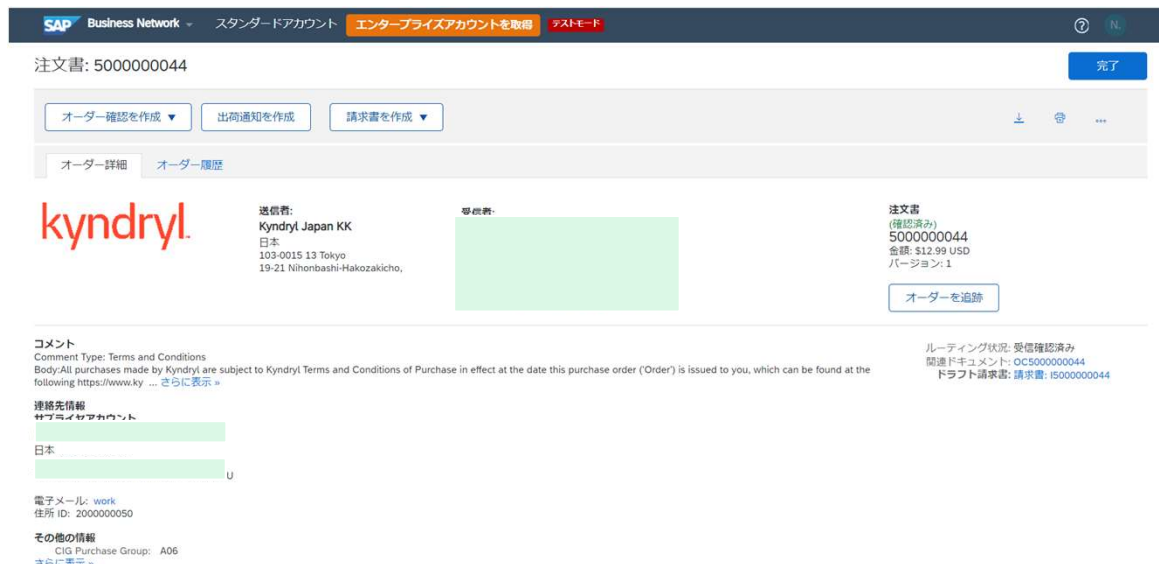 SAP Business Network スタンダードアカウント エンタープライズアカウントを取得 テストモード ? N.
注文書: 5000000044 完了
オーダー確認を作成 ▼ 出荷通知を作成 請求書を作成 ▼ ...
オーダー詳細 オーダー履歴
kyndryl.
送信者:
Kyndryl Japan KK
日本
103-0015 13 Tokyo
19-21 Nihonbashi-Hakozakicho,
受信者:
注文書
(確認済み)
5000000044
金額: $12.99 USD
バージョン: 1
オーダーを追跡
コメント
Comment Type: Terms and Conditions
Body:All purchases made by Kyndryl are subject to Kyndryl Terms and Conditions of Purchase in effect at the date this purchase order ('Order') is issued to you, which can be found at the
following https://www.ky ... さらに表示 »
ルーティング状況: 受信確認済み
関連ドキュメント: OC5000000044
ドラフト請求書: 請求書: I5000000044
連絡先情報
サプライヤアカウント
日本
U
電子メール: work
住所 ID: 2000000050
その他の情報
CIG Purchase Group: A06
さらに表示 »